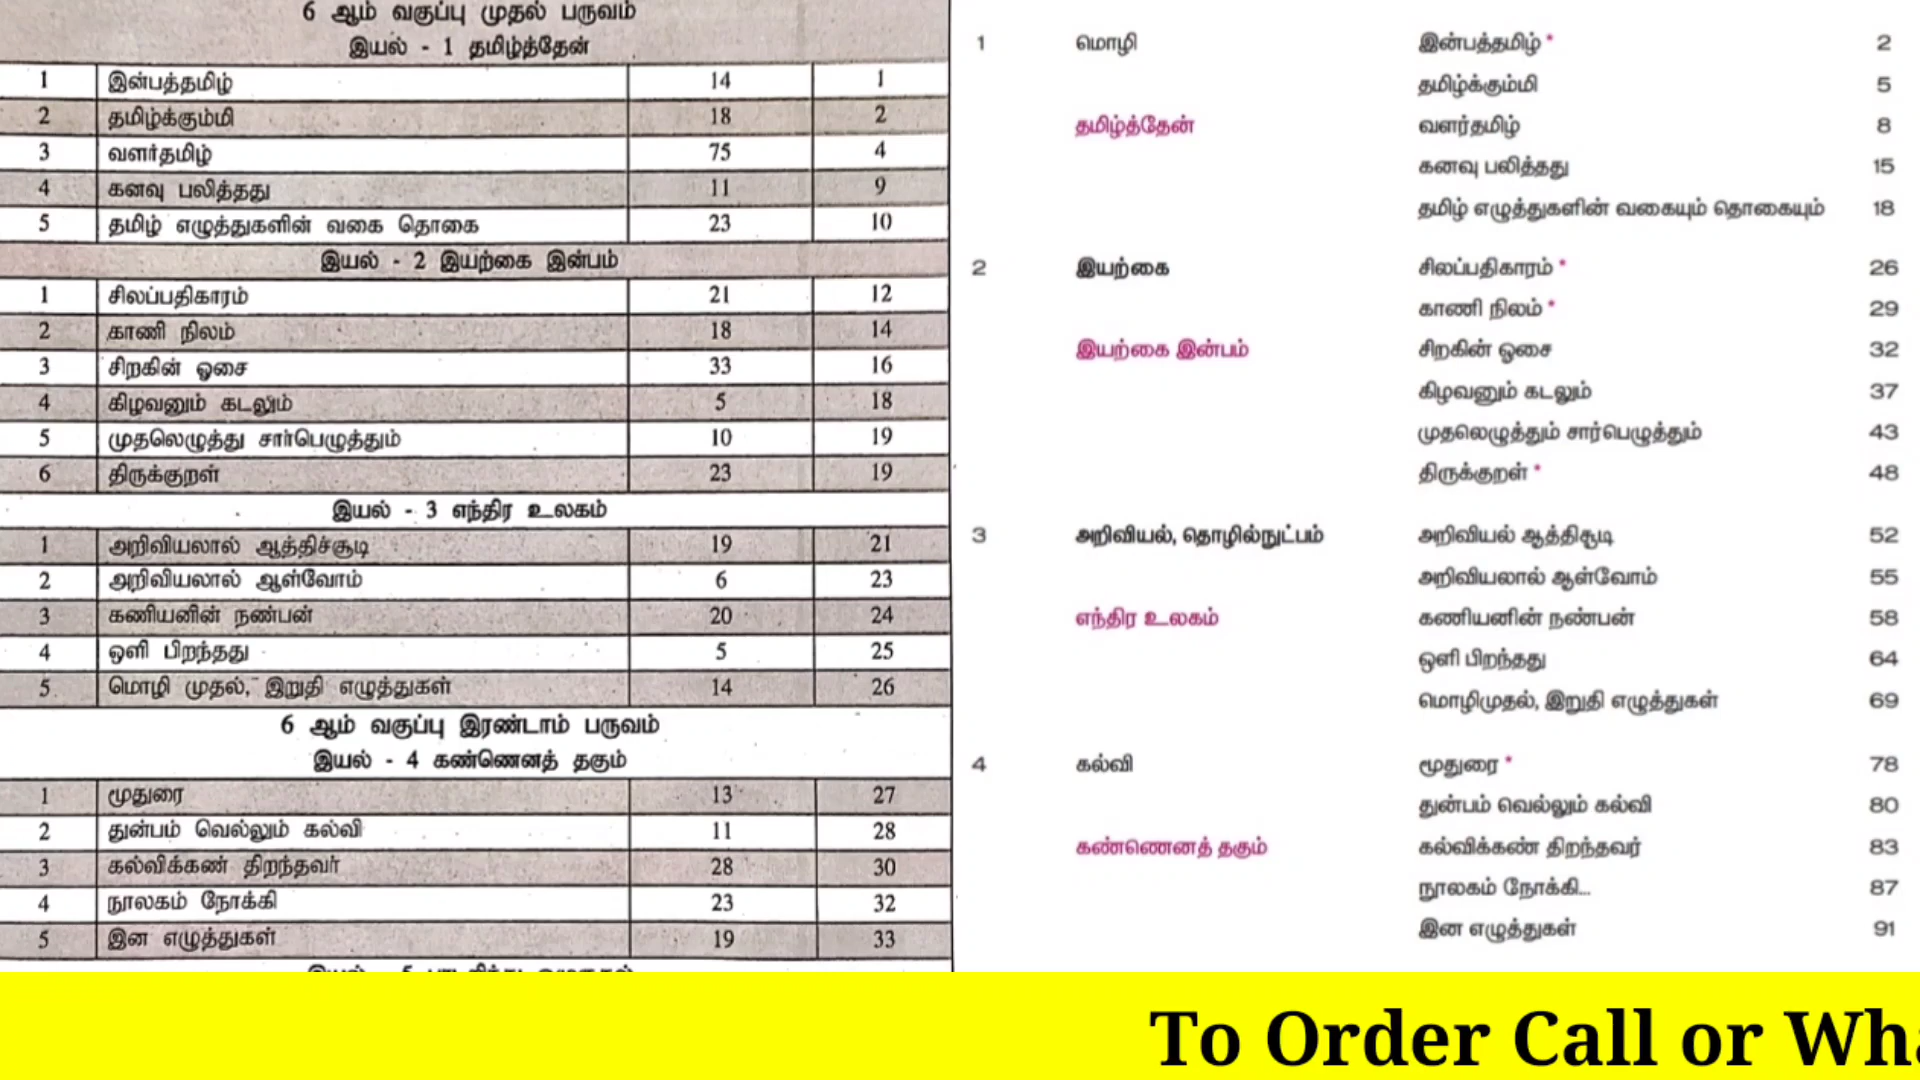 6 ஆம் வகுப்பு முதல் பருவம்
இயல் - 1 தமிழ்த்தேன்
1 இன்பத்தமிழ் 14 1
2 தமிழ்க்கும்மி 18 2
3 வளர்தமிழ் 75 4
4 கனவு பலித்தது 11 9
5 தமிழ் எழுத்துகளின் வகை தொகை 23 10
இயல் - 2 இயற்கை இன்பம்
1 சிலப்பதிகாரம் 21 12
2 காணி நிலம் 18 14
3 சிறகின் ஓசை 33 16
4 கிழவனும் கடலும் 5 18
5 முதலெழுத்து சார்பெழுத்தும் 10 19
6 திருக்குறள் 23 19
இயல் - 3 எந்திர உலகம்
1 அறிவியலால் ஆத்திச்சூடி 19 21
2 அறிவியலால் ஆள்வோம் 6 23
3 கணியனின் நண்பன் 20 24
4 ஒளி பிறந்தது 5 25
5 மொழி முதல், இறுதி எழுத்துகள் 14 26
6 ஆம் வகுப்பு இரண்டாம் பருவம்
இயல் - 4 கண்ணெனத் தகும்
1 மூதுரை 13 27
2 துன்பம் வெல்லும் கல்வி 11 28
3 கல்விக்கண் திறந்தவர் 28 30
4 நூலகம் நோக்கி 23 32
5 இன எழுத்துகள் 19 33
1 மொழி இன்பத்தமிழ் * 2
தமிழ்க்கும்மி 5
தமிழ்த்தேன் வளர்தமிழ் 8
கனவு பலித்தது 15
தமிழ் எழுத்துகளின் வகையும் தொகையும் 18
2 இயற்கை சிலப்பதிகாரம் * 26
காணி நிலம் * 29
இயற்கை இன்பம் சிறகின் ஓசை 32
கிழவனும் கடலும் 37
முதலெழுத்தும் சார்பெழுத்தும் 43
திருக்குறள் * 48
3 அறிவியல், தொழில்நுட்பம் அறிவியல் ஆத்திசூடி 52
அறிவியலால் ஆள்வோம் 55
எந்திர உலகம் கணியனின் நண்பன் 58
ஒளி பிறந்தது 64
மொழிமுதல், இறுதி எழுத்துகள் 69
4 கல்வி மூதுரை * 78
துன்பம் வெல்லும் கல்வி 80
கண்ணெனத் தகும் கல்விக்கண் திறந்தவர் 83
நூலகம் நோக்கி... 87
இன எழுத்துகள் 91
To Order Call or Wha